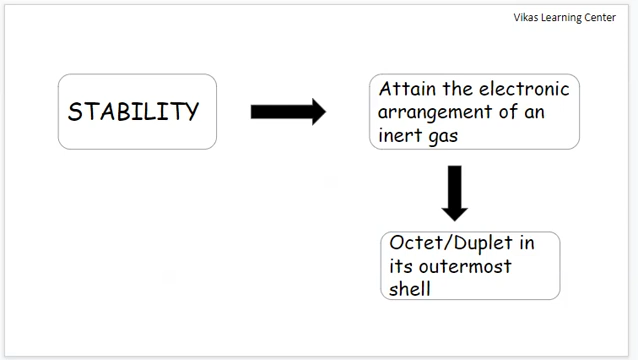 Vikas Learning Center
STABILITY
Attain the electronic
arrangement of an
inert gas
Octet/Duplet in
its outermost
shell